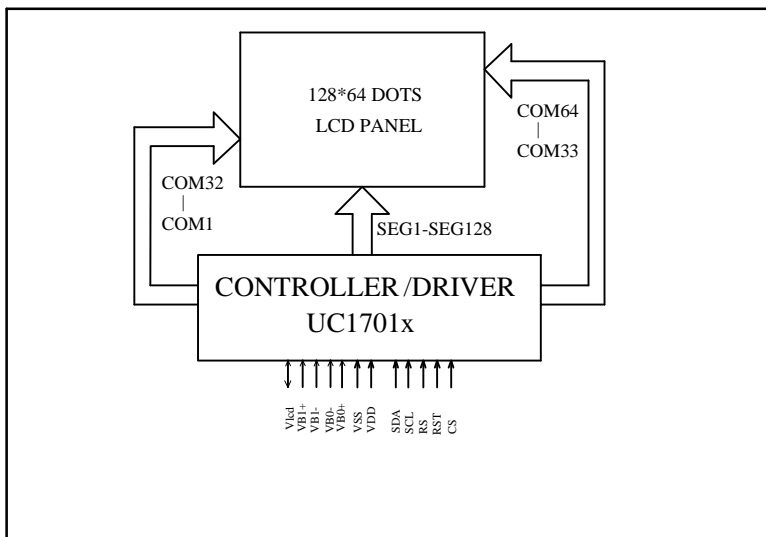 128*64 DOTS
LCD PANEL
COM64
|
COM33
COM32
|
COM1
SEG1-SEG128
CONTROLLER/DRIVER
UC1701x
Vlcd
VB1+
VB1-
VB0-
VB0+
VSS
VDD
SDA
SCL
RS
RST
CS